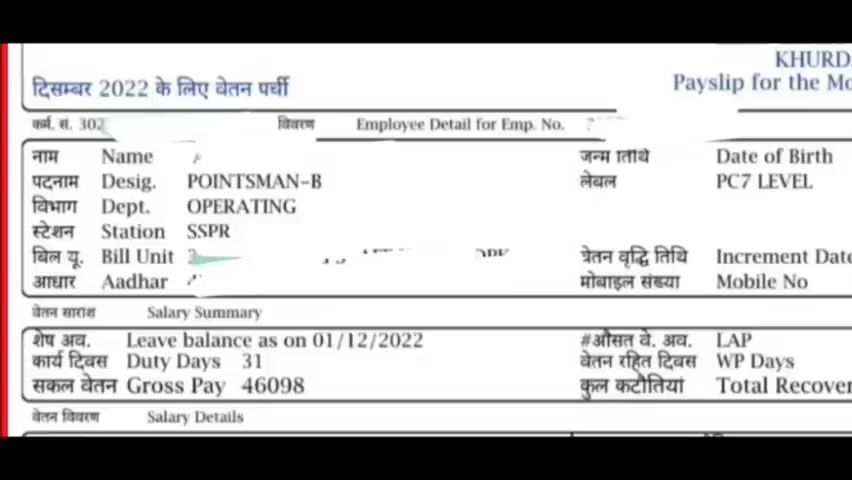 KHURD
दिसम्बर 2022 के लिए वेतन पर्ची Payslip for the Mo
कर्म. सं. 302 विवरण Employee Detail for Emp. No.
नाम Name जन्म तिथि Date of Birth
पदनाम Desig. POINTSMAN-B लेबल PC7 LEVEL
विभाग Dept. OPERATING
स्टेशन Station SSPR
बिल यू. Bill Unit वेतन वृद्धि तिथि Increment Date
आधार Aadhar मोबाइल संख्या Mobile No
वेतन सारांश Salary Summary
शेष अव. Leave balance as on 01/12/2022 #औसत वे. अव. LAP
कार्य दिवस Duty Days 31 वेतन रहित दिवस WP Days
सकल वेतन Gross Pay 46098 कुल कटौतियां Total Recover
वेतन विवरण Salary Details